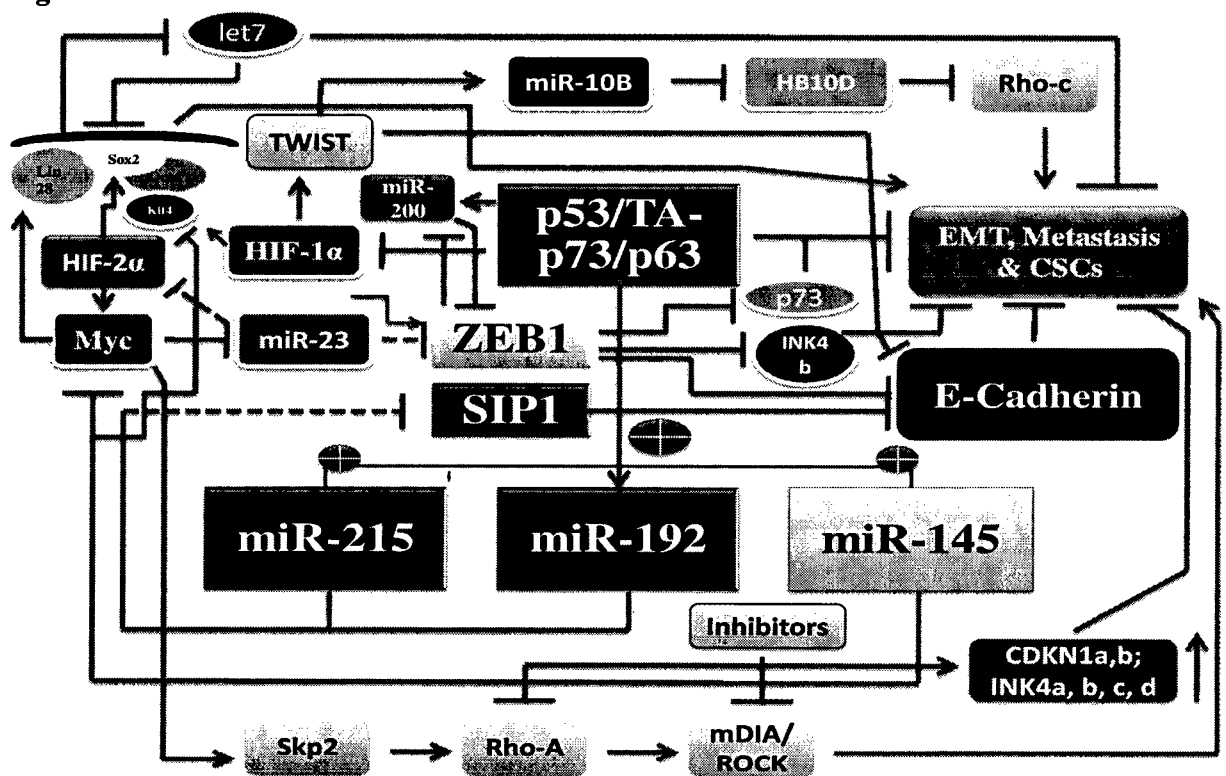 let7
miR-10B
HB10D
Rho-c
TWIST
Sox2
28
Kl4
miR-
200
p53/TA-
p73/p63
EMT, Metastasis
& CSCs
HIF-2α
HIF-1α
p73
Myc
miR-23
ZEB1
INK4
b
E-Cadherin
SIP1
miR-215
miR-192
miR-145
Inhibitors
CDKN1a,b;
INK4a, b, c, d
Skp2
Rho-A
mDIA/
ROCK